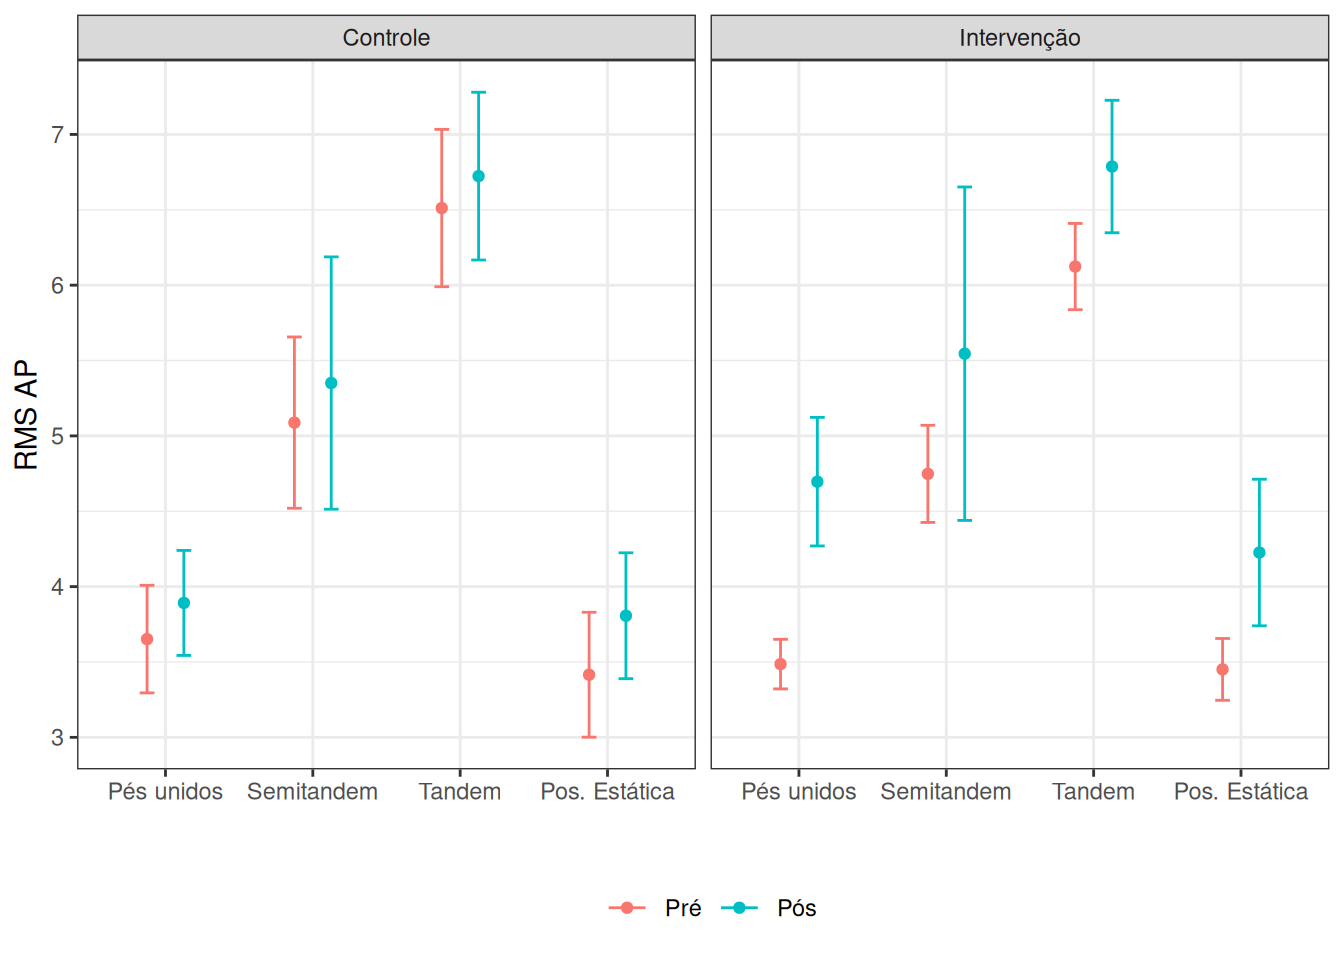 Controle
Intervenção
RMS AP
7
6
5
4
3
Pés unidos Semitandem Tandem Pos. Estática
Pés unidos Semitandem Tandem Pos. Estática
Pré Pós